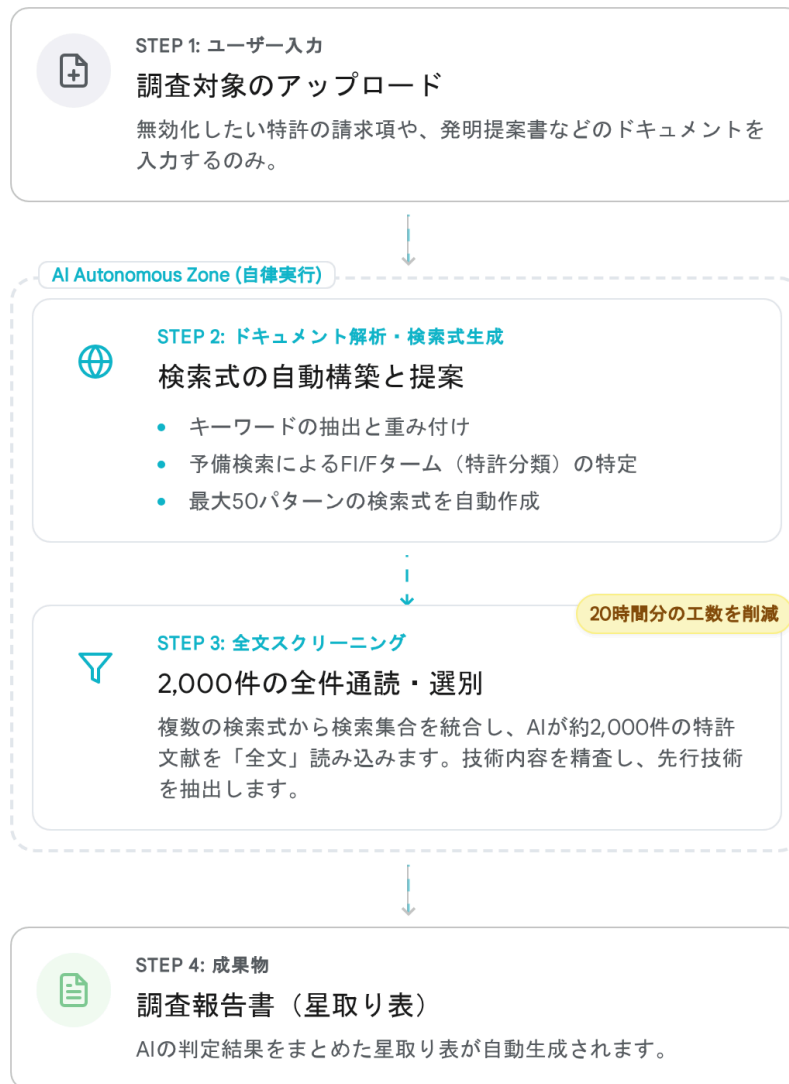 STEP 1: ユーザー入力
調査対象のアップロード
無効化したい特許の請求項や、発明提案書などのドキュメントを
入力するのみ。
AI Autonomous Zone (自律実行)
STEP 2: ドキュメント解析・検索式生成
検索式の自動構築と提案
• キーワードの抽出と重み付け
• 予備検索によるFI/Fターム（特許分類）の特定
• 最大50パターンの検索式を自動作成
20時間分の工数を削減
STEP 3: 全文スクリーニング
2,000件の全件通読・選別
複数の検索式から検索集合を統合し、AIが約2,000件の特許
文献を「全文」読み込みます。技術内容を精査し、先行技術
を抽出します。
STEP 4: 成果物
調査報告書（星取り表）
AIの判定結果をまとめた星取り表が自動生成されます。